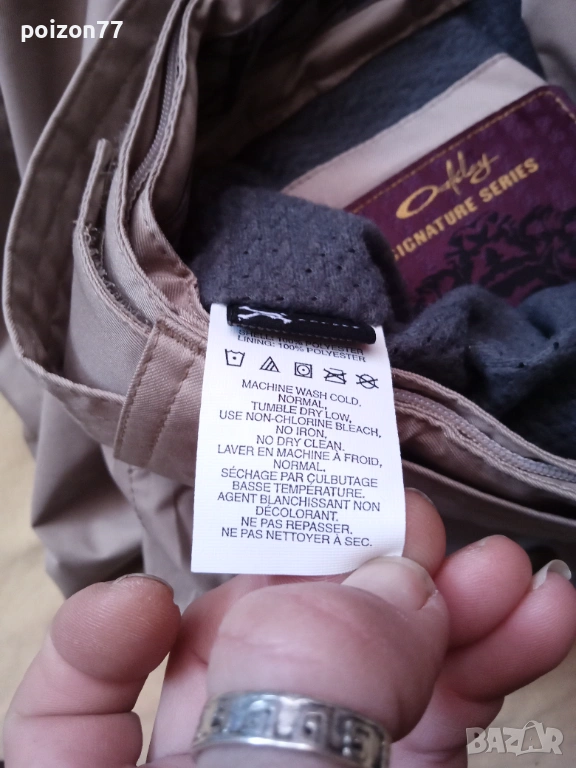 poizon77
Oakley
SIGNATURE SERIES
LINING: 100% POLYESTER
MACHINE WASH COLD,
NORMAL,
TUMBLE DRY LOW,
USE NON-CHLORINE BLEACH,
NO IRON,
NO DRY CLEAN.
LAVER EN MACHINE À FROID,
NORMAL,
SÉCHAGE PAR CULBUTAGE
BASSE TEMPÉRATURE.
AGENT BLANCHISSANT NON
DÉCOLORANT.
NE PAS REPASSER.
NE PAS NETTOYER À SEC.
bazar